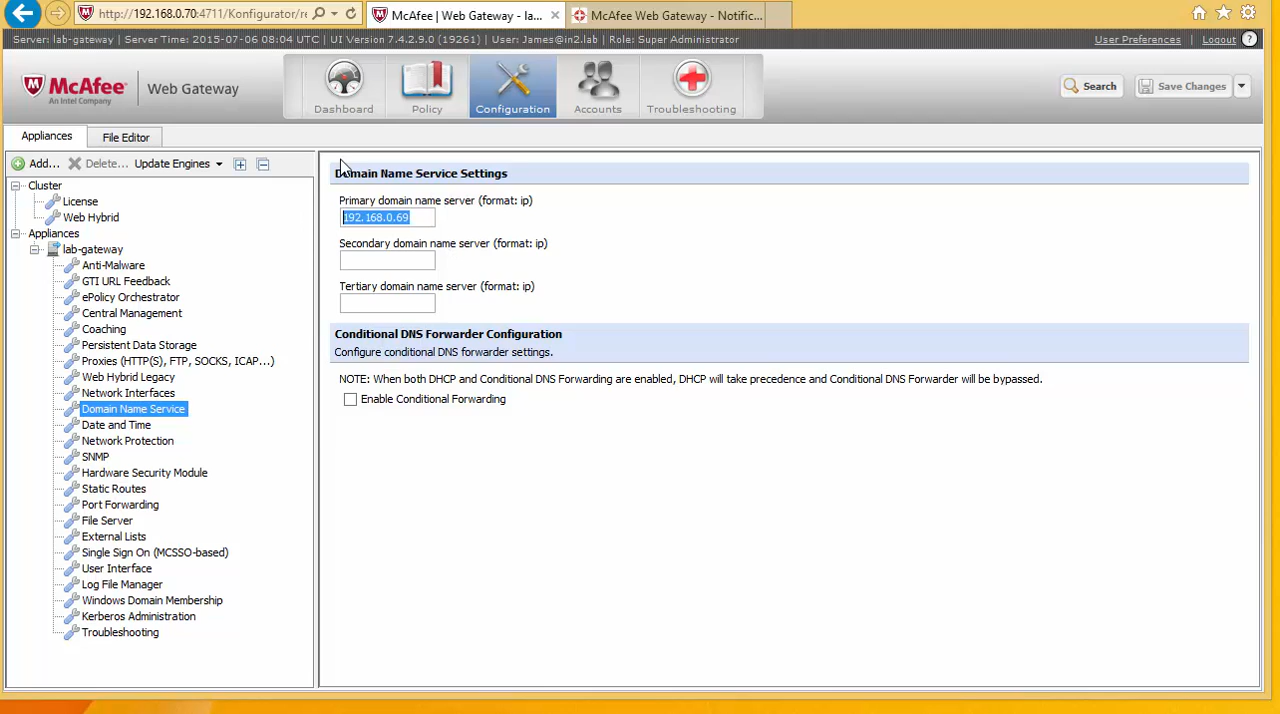 http://192.168.0.70:4711/Konfigurator/re
McAfee | Web Gateway - la...
McAfee Web Gateway - Notific...
Server: lab-gateway | Server Time: 2015-07-06 08:04 UTC | UI Version 7.4.2.9.0 (19261) | User: James@in2.lab | Role: Super Administrator
User Preferences | Logout ?
McAfee
An Intel Company
Web Gateway
Dashboard
Policy
Configuration
Accounts
Troubleshooting
Search
Save Changes
Appliances
File Editor
Add...
Delete...
Update Engines
Cluster
License
Web Hybrid
Appliances
lab-gateway
Anti-Malware
GTI URL Feedback
ePolicy Orchestrator
Central Management
Coaching
Persistent Data Storage
Proxies (HTTP(S), FTP, SOCKS, ICAP...)
Web Hybrid Legacy
Network Interfaces
Domain Name Service
Date and Time
Network Protection
SNMP
Hardware Security Module
Static Routes
Port Forwarding
File Server
External Lists
Single Sign On (MCSSO-based)
User Interface
Log File Manager
Windows Domain Membership
Kerberos Administration
Troubleshooting
Domain Name Service Settings
Primary domain name server (format: ip)
192.168.0.69
Secondary domain name server (format: ip)
Tertiary domain name server (format: ip)
Conditional DNS Forwarder Configuration
Configure conditional DNS forwarder settings.
NOTE: When both DHCP and Conditional DNS Forwarding are enabled, DHCP will take precedence and Conditional DNS Forwarder will be bypassed.
Enable Conditional Forwarding